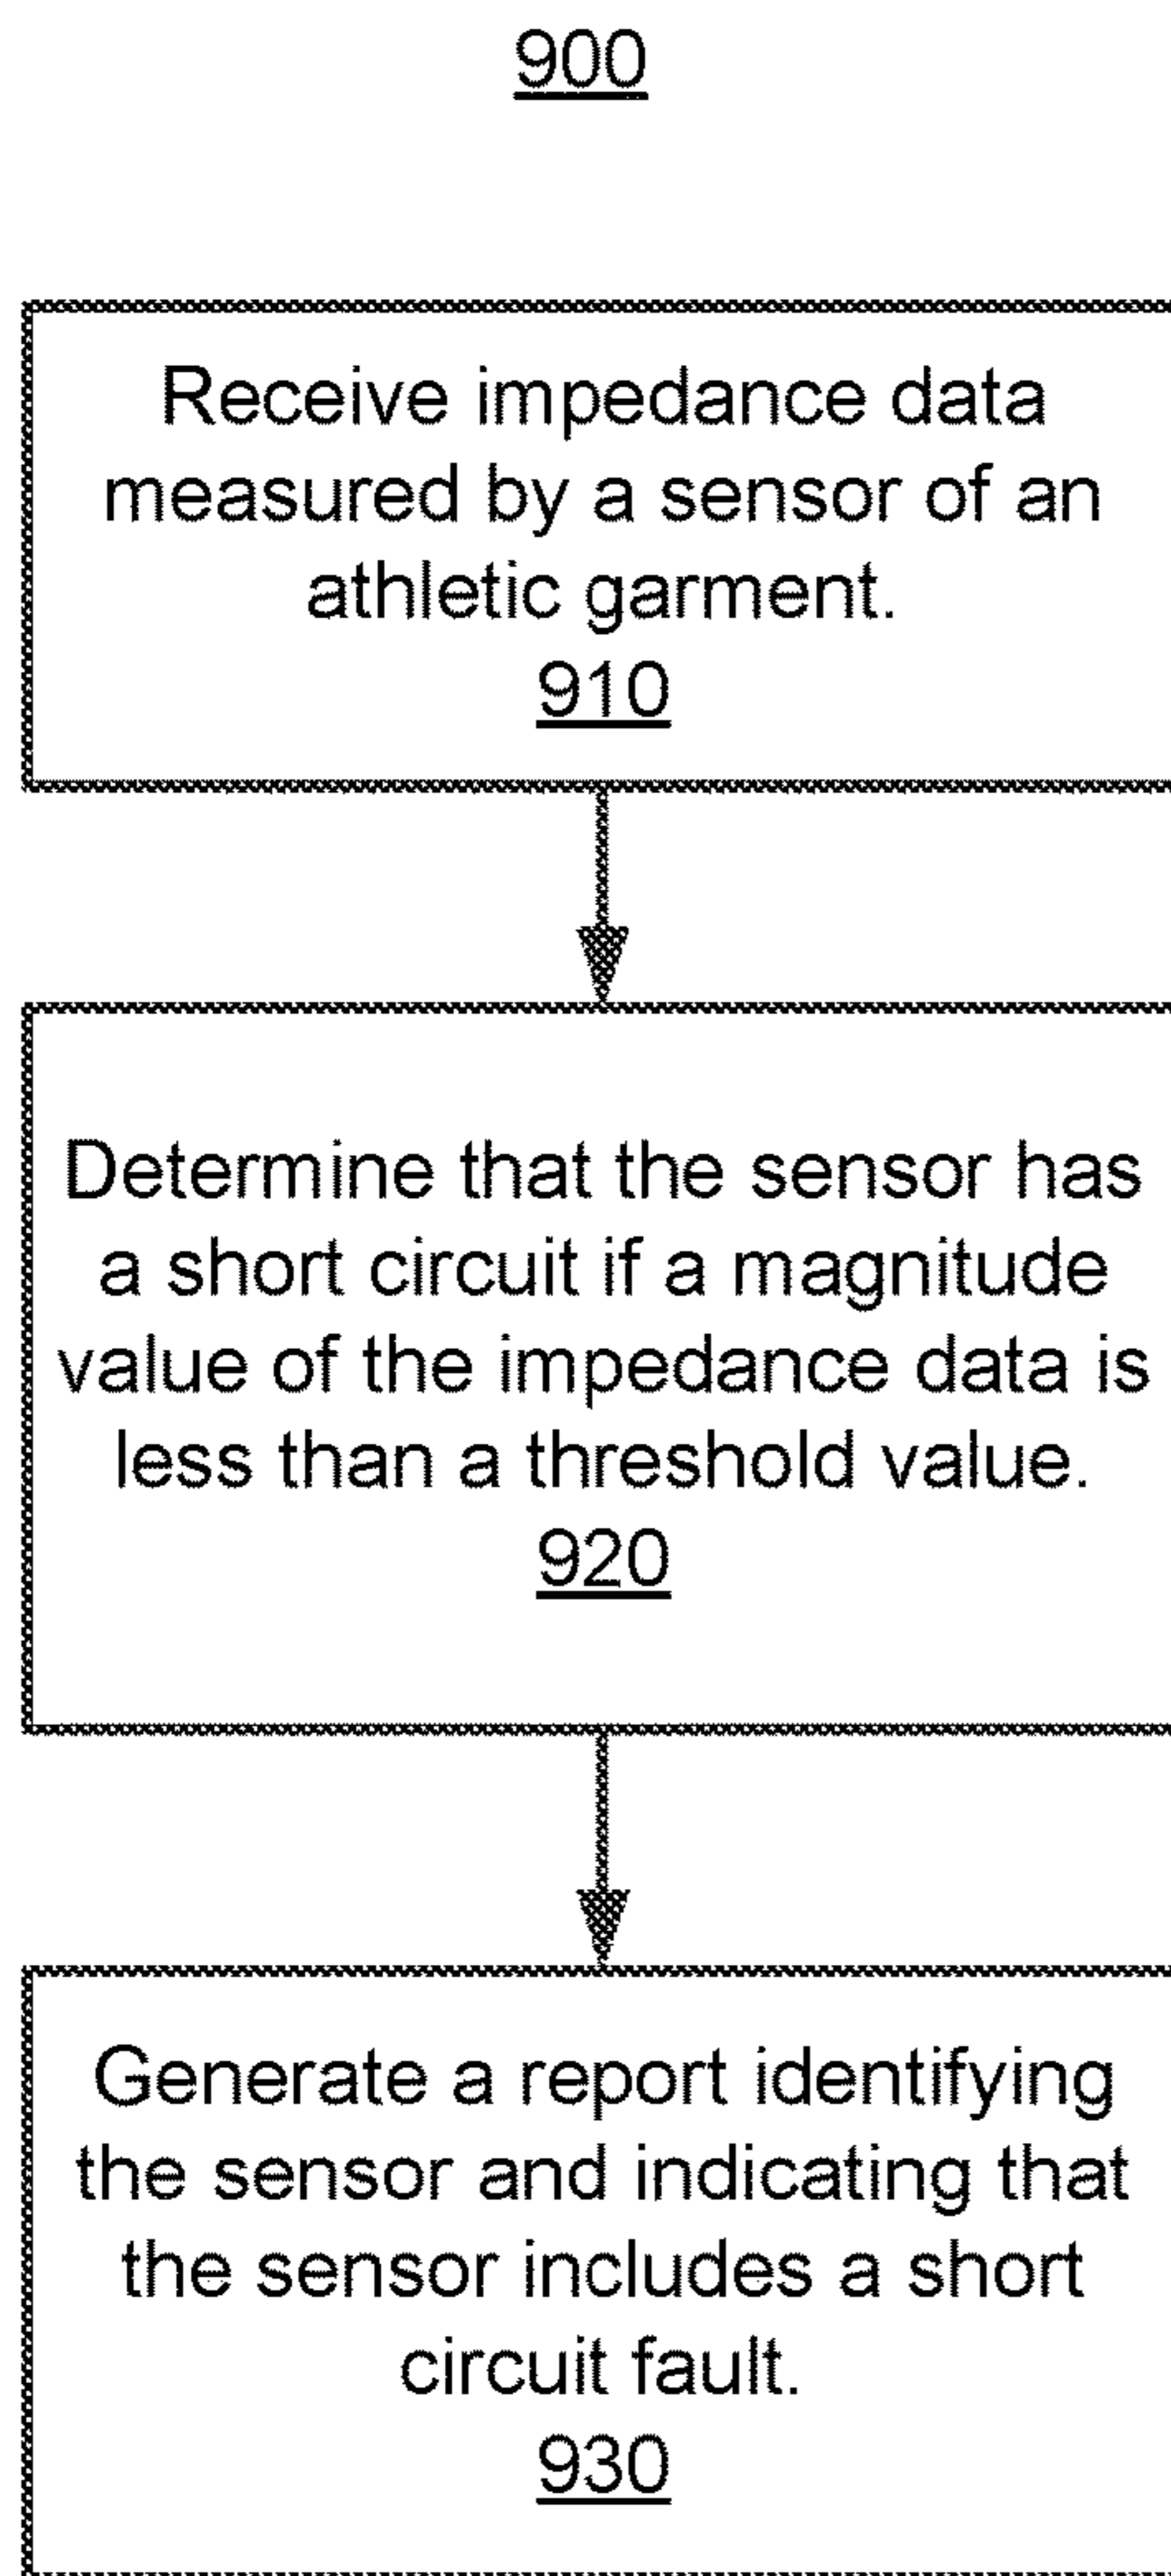 900
Receive impedance data
measured by a sensor of an
athletic garment.
910
Determine that the sensor has
a short circuit if a magnitude
value of the impedance data is
less than a threshold value.
920
Generate a report identifying
the sensor and indicating that
the sensor includes a short
circuit fault.
930